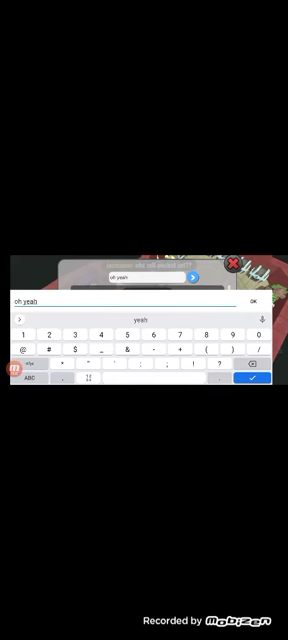 oh yeah
oh yeah
OK
yeah
1 2 3 4 5 6 7 8 9 0
@ # $ _ & - + ( ) /
* " ' : ; ! ?
ABC , .
Recorded by MOBIZEN